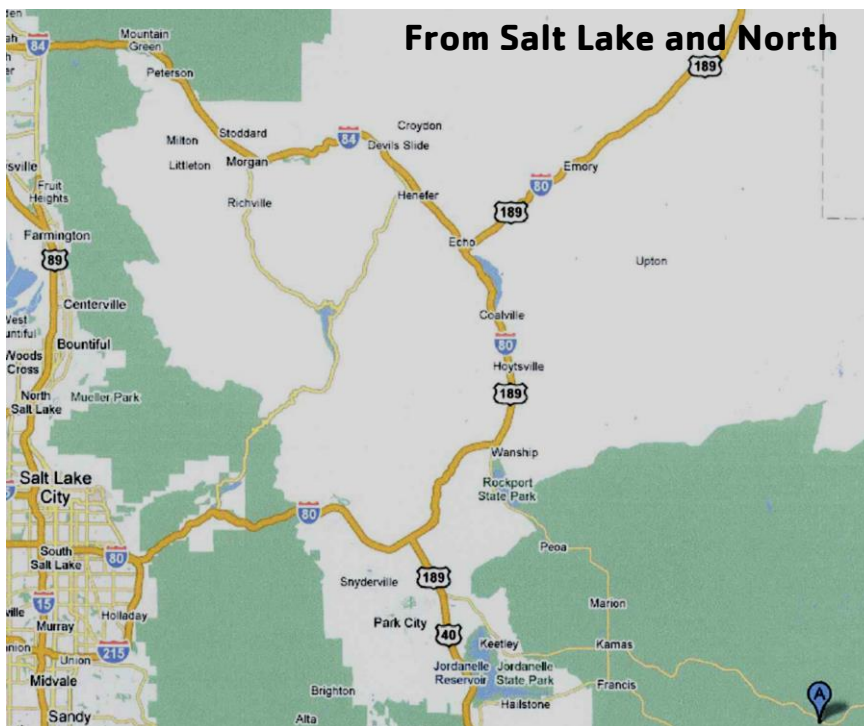 From Salt Lake and North
84
Mountain
Green
Peterson
189
Croydon
Stoddard
84
Milton
Devils Slide
Littleton
Morgan
Emory
80
Fruit
Heights
Richville
Henefer
189
Farmington
Echo
89
Upton
Centerville
Coalville
Bountiful
80
Woods
Cross
Hoytsville
189
North
Salt Lake
Mueller Park
Wanship
Salt Lake
City
Rockport
State Park
80
South
Salt Lake
80
Peoa
Snyderville
189
15
Holladay
Marion
Murray
Park City
40
Keetley
Kamas
Union
215
Jordanelle
Reservoir
Jordanelle
State Park
Midvale
Francis
A
Brighton
Hailstone
Sandy
Alta